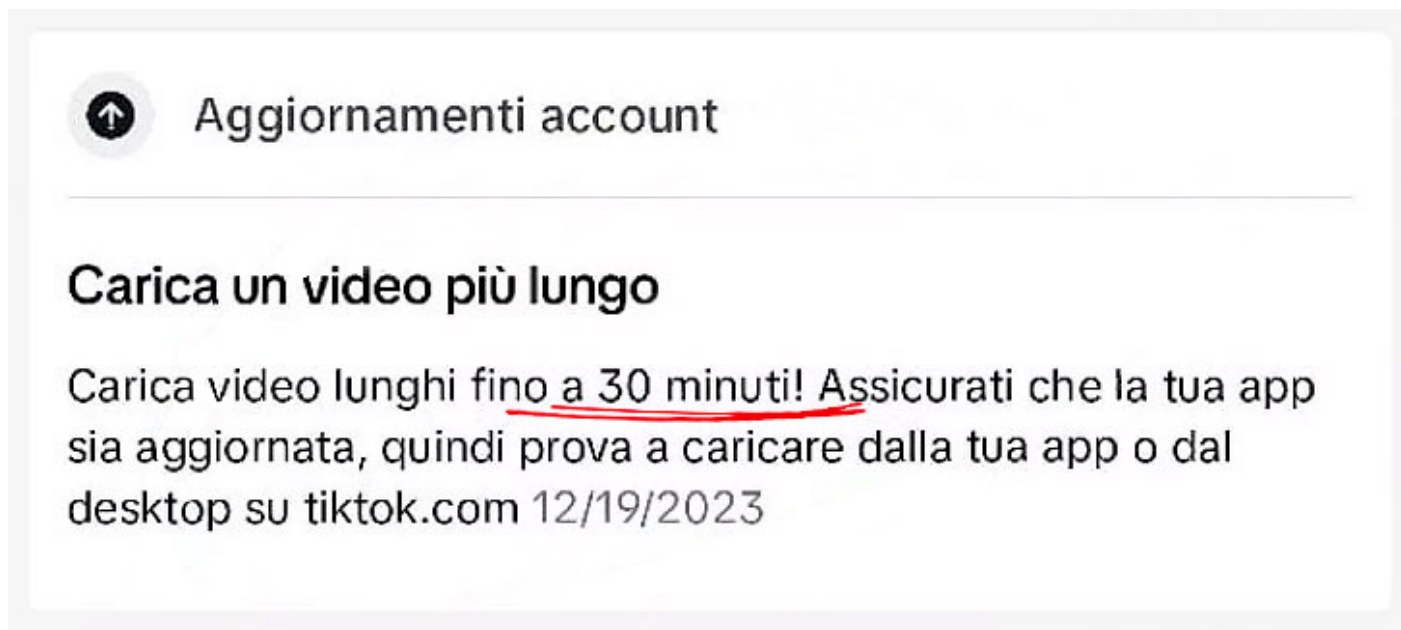 Aggiornamenti account
Carica un video più lungo
Carica video lunghi fino a 30 minuti! Assicurati che la tua app
sia aggiornata, quindi prova a caricare dalla tua app o dal
desktop su tiktok.com 12/19/2023